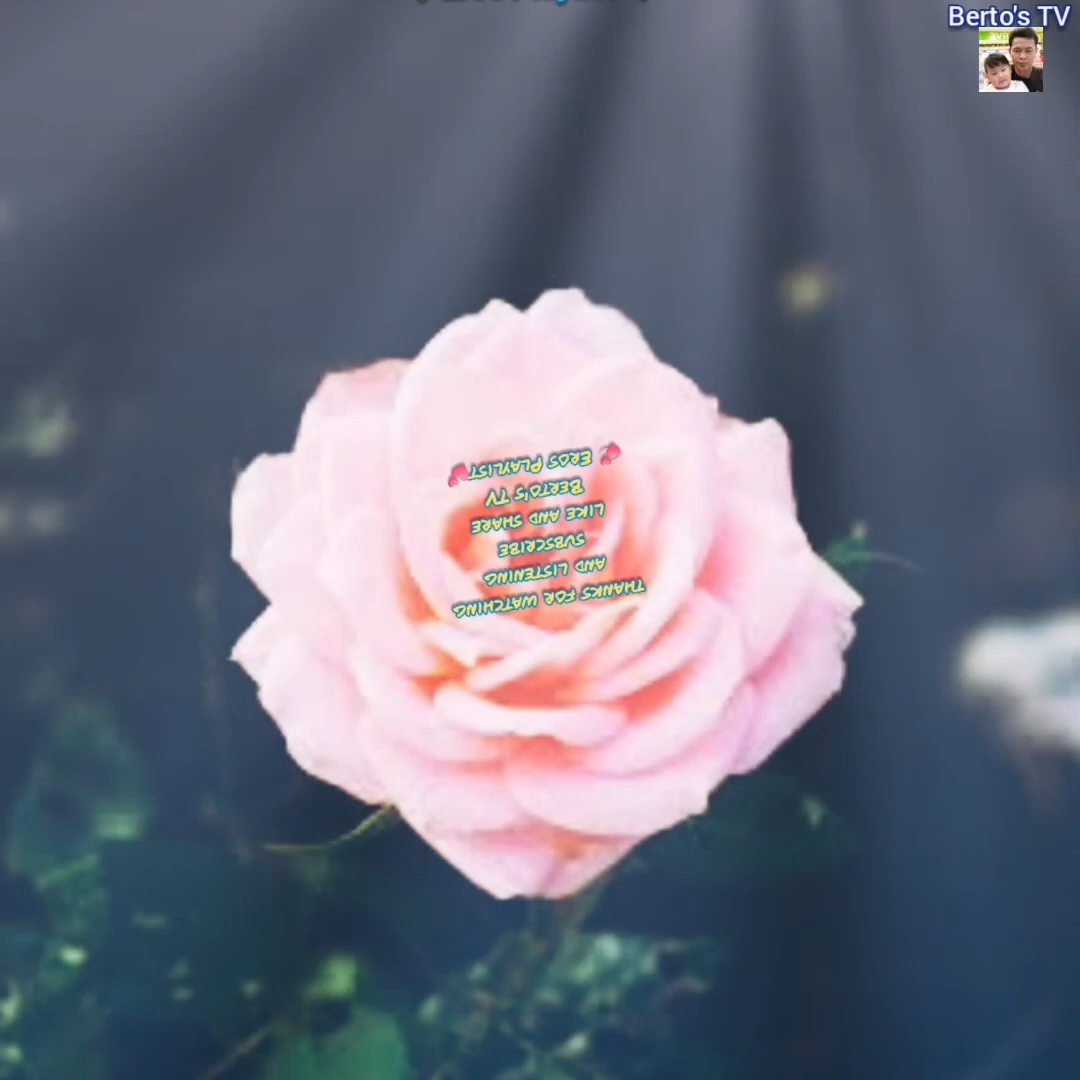 Berto's TV
THANKS FOR WATCHING
AND LISTENING
SUBSCRIBE
LIKE AND SHARE
BERTO'S TV
💞 EROS PLAYLIST💞